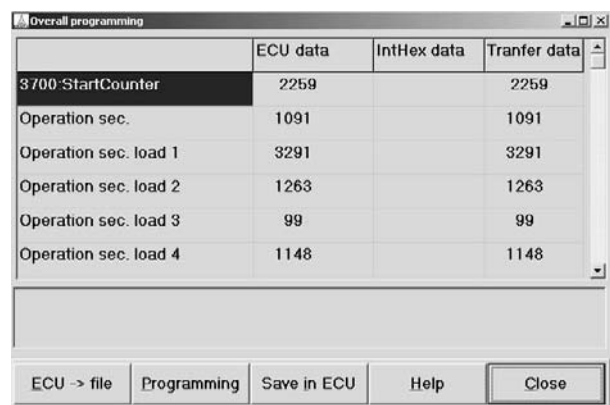 Overall programming
ECU data IntHex data Tranfer data
3700:StartCounter 2259 2259
Operation sec. 1091 1091
Operation sec. load 1 3291 3291
Operation sec. load 2 1263 1263
Operation sec. load 3 99 99
Operation sec. load 4 1148 1148
ECU -> file Programming Save in ECU Help Close